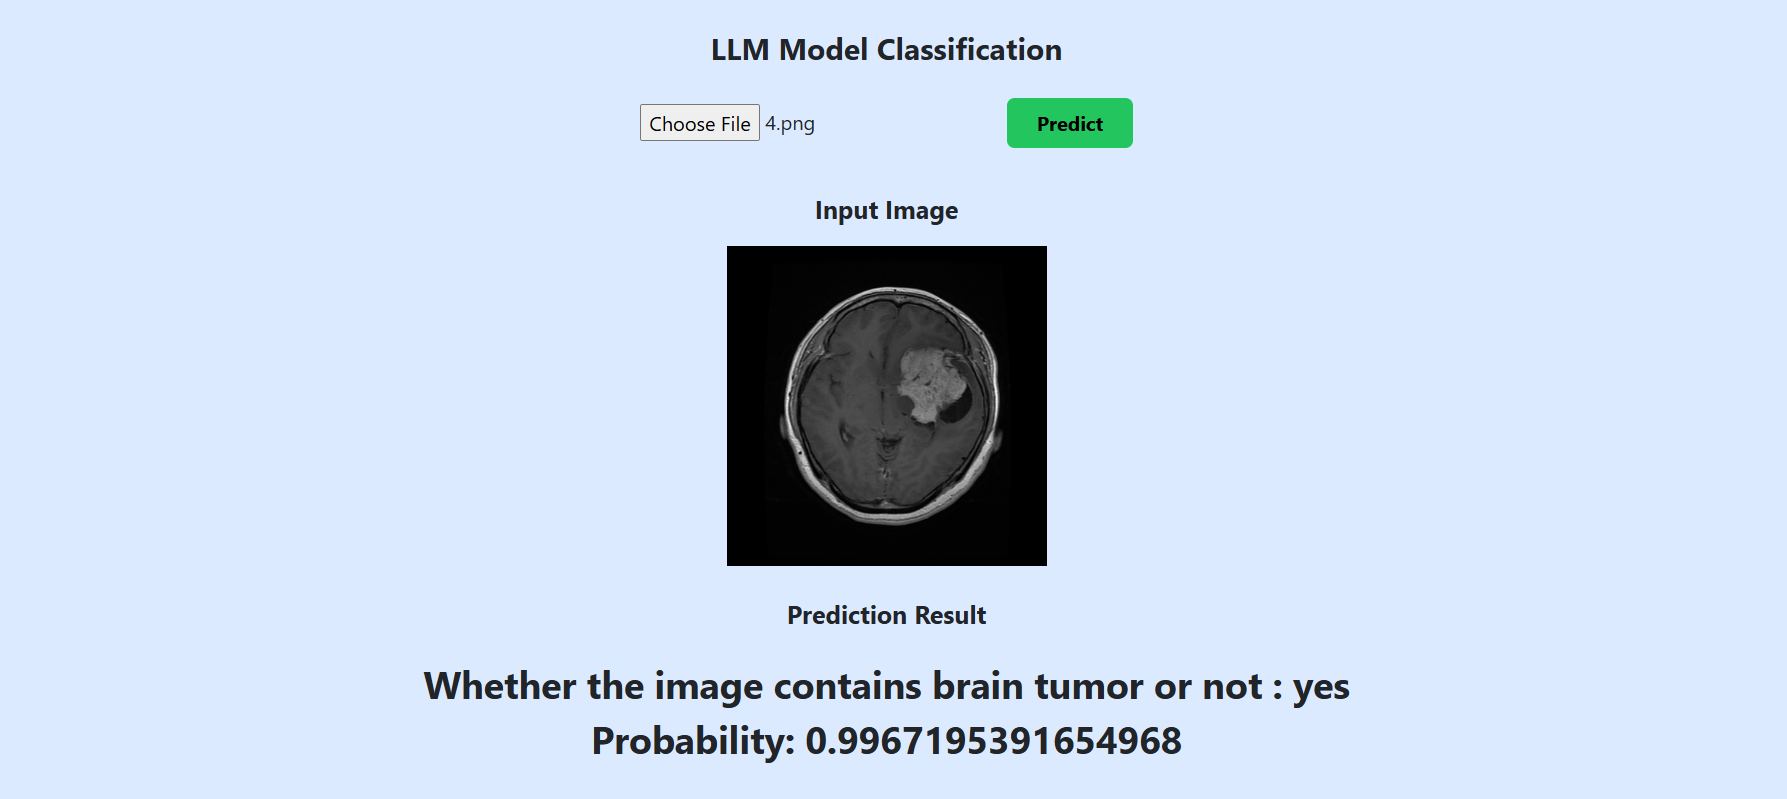 LLM Model Classification
Choose File 4.png
Predict
Input Image
Prediction Result
Whether the image contains brain tumor or not : yes
Probability: 0.9967195391654968